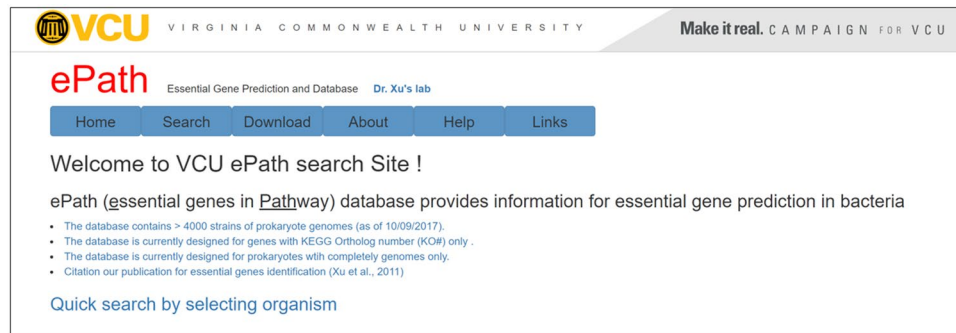 VCU VIRGINIA COMMONWEALTH UNIVERSITY Make it real. CAMPAIGN FOR VCU
ePath Essential Gene Prediction and Database Dr. Xu's lab
Home Search Download About Help Links
Welcome to VCU ePath search Site !
ePath (essential genes in Pathway) database provides information for essential gene prediction in bacteria
• The database contains > 4000 strains of prokaryote genomes (as of 10/09/2017).
• The database is currently designed for genes with KEGG Ortholog number (KO#) only .
• The database is currently designed for prokaryotes wtih completely genomes only.
• Citation our publication for essential genes identification (Xu et al., 2011)
Quick search by selecting organism